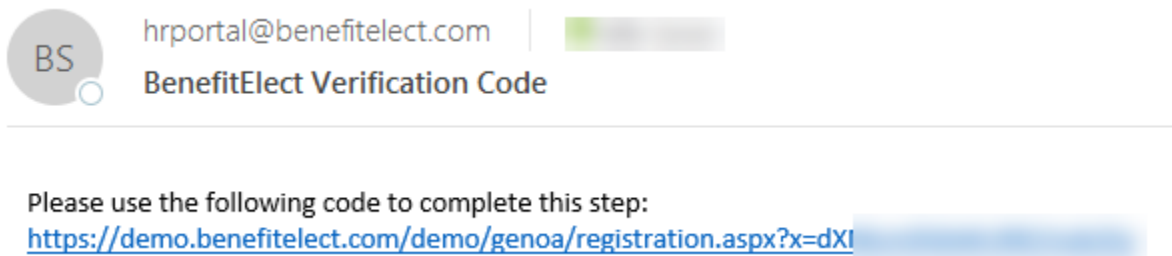 BS
hrportal@benefitelect.com
BenefitElect Verification Code
Please use the following code to complete this step:
https://demo.benefitelect.com/demo/genoa/registration.aspx?x=dX